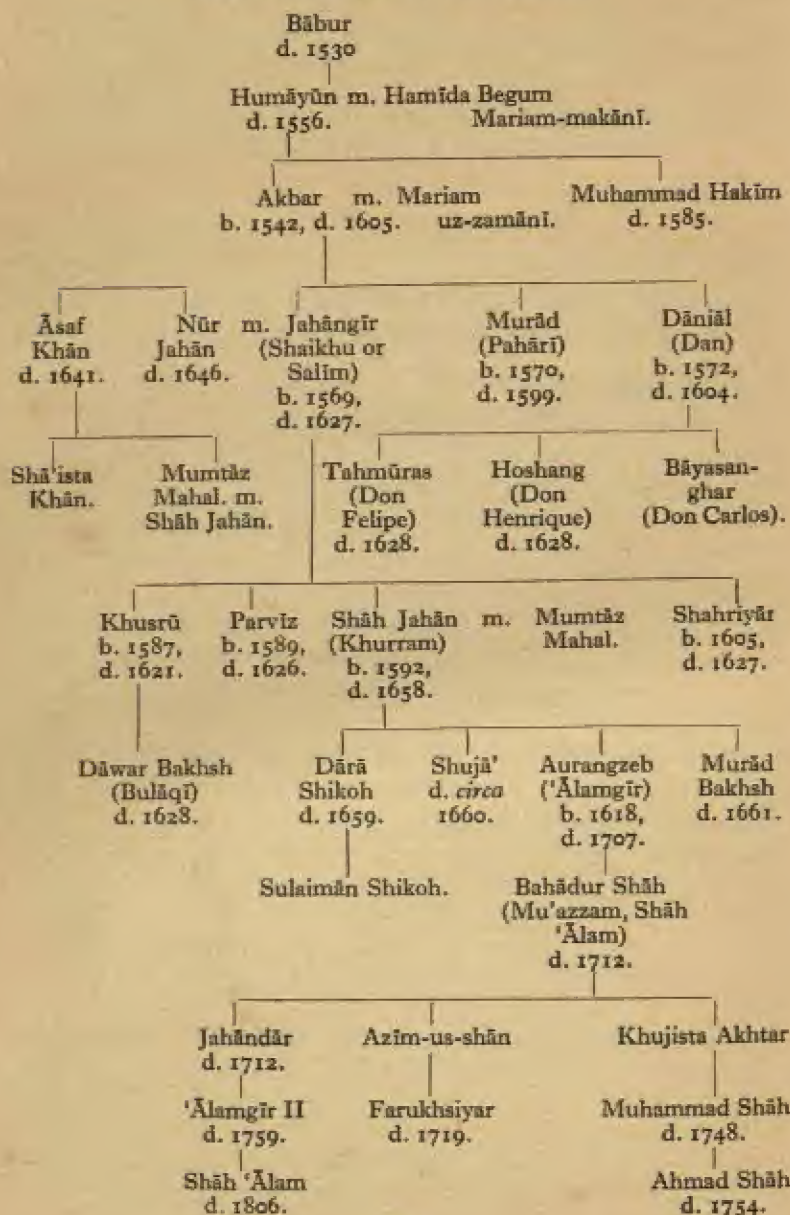 Bābur
d. 1530
Humāyūn m. Hamīda Begum
d. 1556. Mariam-makānī.
Akbar m. Mariam Muhammad Hakīm
b. 1542, d. 1605. uz-zamānī. d. 1585.
Āsaf Nūr m. Jahāngīr Murād Dāniāl
Khān Jahān (Shaikhu or (Pahārī) (Dan)
d. 1641. d. 1646. Salīm) b. 1570, b. 1572,
b. 1569, d. 1599. d. 1604.
d. 1627.
Shā'ista Mumtāz Tahmūras Hoshang Bāyasan-
Khān. Mahal. m. (Don (Don ghar
Shāh Jahān. Felipe) Henrique) (Don Carlos).
d. 1628. d. 1628.
Khusrū Parvīz Shāh Jahān m. Mumtāz Shahriyār
b. 1587, b. 1589, (Khurram) Mahal. b. 1605,
d. 1621. d. 1626. b. 1592, d. 1627.
d. 1658.
Dāwar Bakhsh Dārā Shujā' Aurangzeb Murād
(Bulāqī) Shikoh d. circa ('Ālamgīr) Bakhsh
d. 1628. d. 1659. 1660. b. 1618, d. 1661.
d. 1707.
Sulaimān Shikoh. Bahādur Shāh
(Mu'azzam, Shāh
'Ālam)
d. 1712.
Jahāndār Azīm-us-shān Khujista Akhtar
d. 1712.
'Ālamgīr II Farukhsiyar Muhammad Shāh
d. 1759. d. 1719. d. 1748.
Shāh 'Ālam Ahmad Shāh
d. 1806. d. 1754.